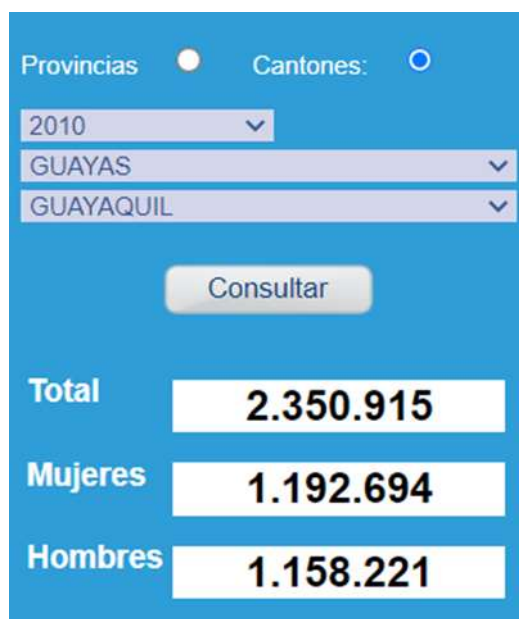 Provincias Cantones:
2010
GUAYAS
GUAYAQUIL
Consultar
Total 2.350.915
Mujeres 1.192.694
Hombres 1.158.221